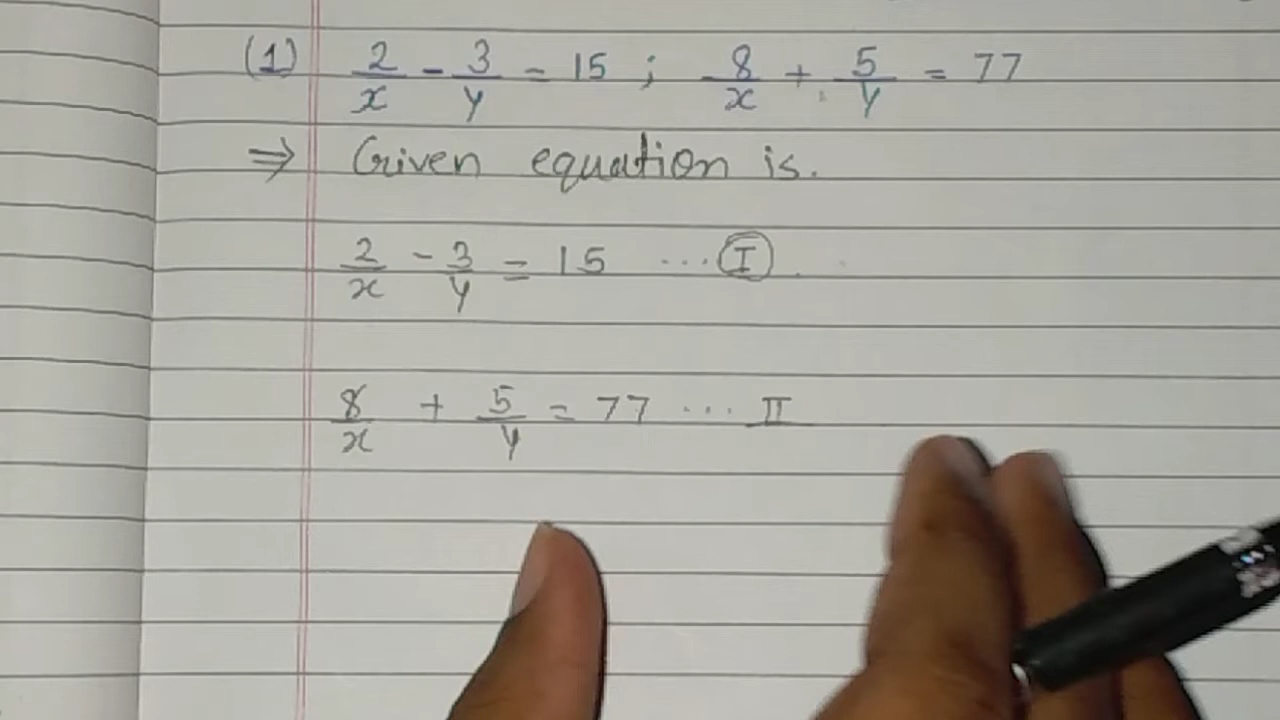 (1) 2/x - 3/y = 15 ; 8/x + 5/y = 77
⇒ Given equation is.
2/x - 3/y = 15 ... I
8/x + 5/y = 77 ... II